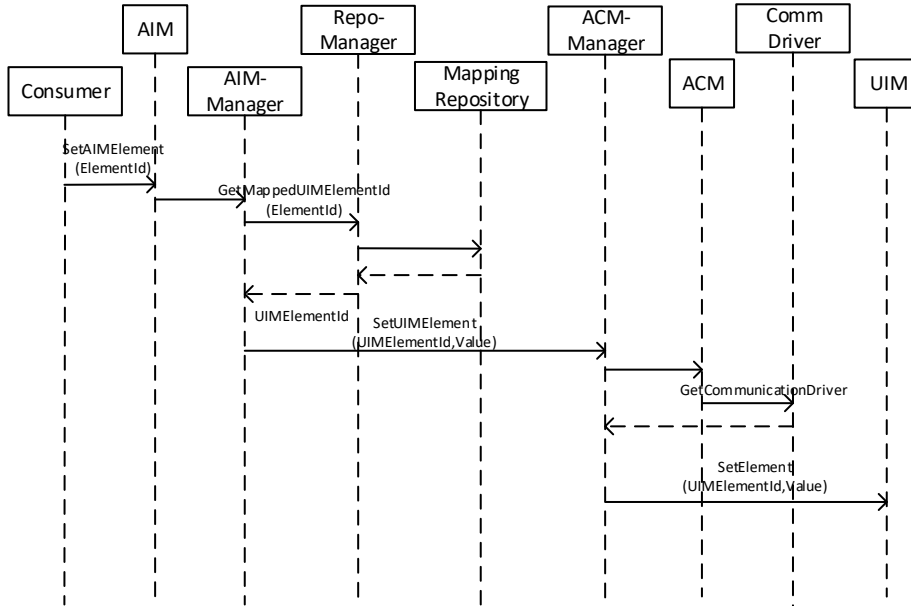 AIM
Repo-
Manager
ACM-
Manager
Comm
Driver
Consumer
AIM-
Manager
Mapping
Repository
ACM
UIM
SetAIMElement
(ElementId)
GetMappedUIMElementId
(ElementId)
UIMElementId
SetUIMElement
(UIMElementId,Value)
GetCommunicationDriver
SetElement
(UIMElementId,Value)